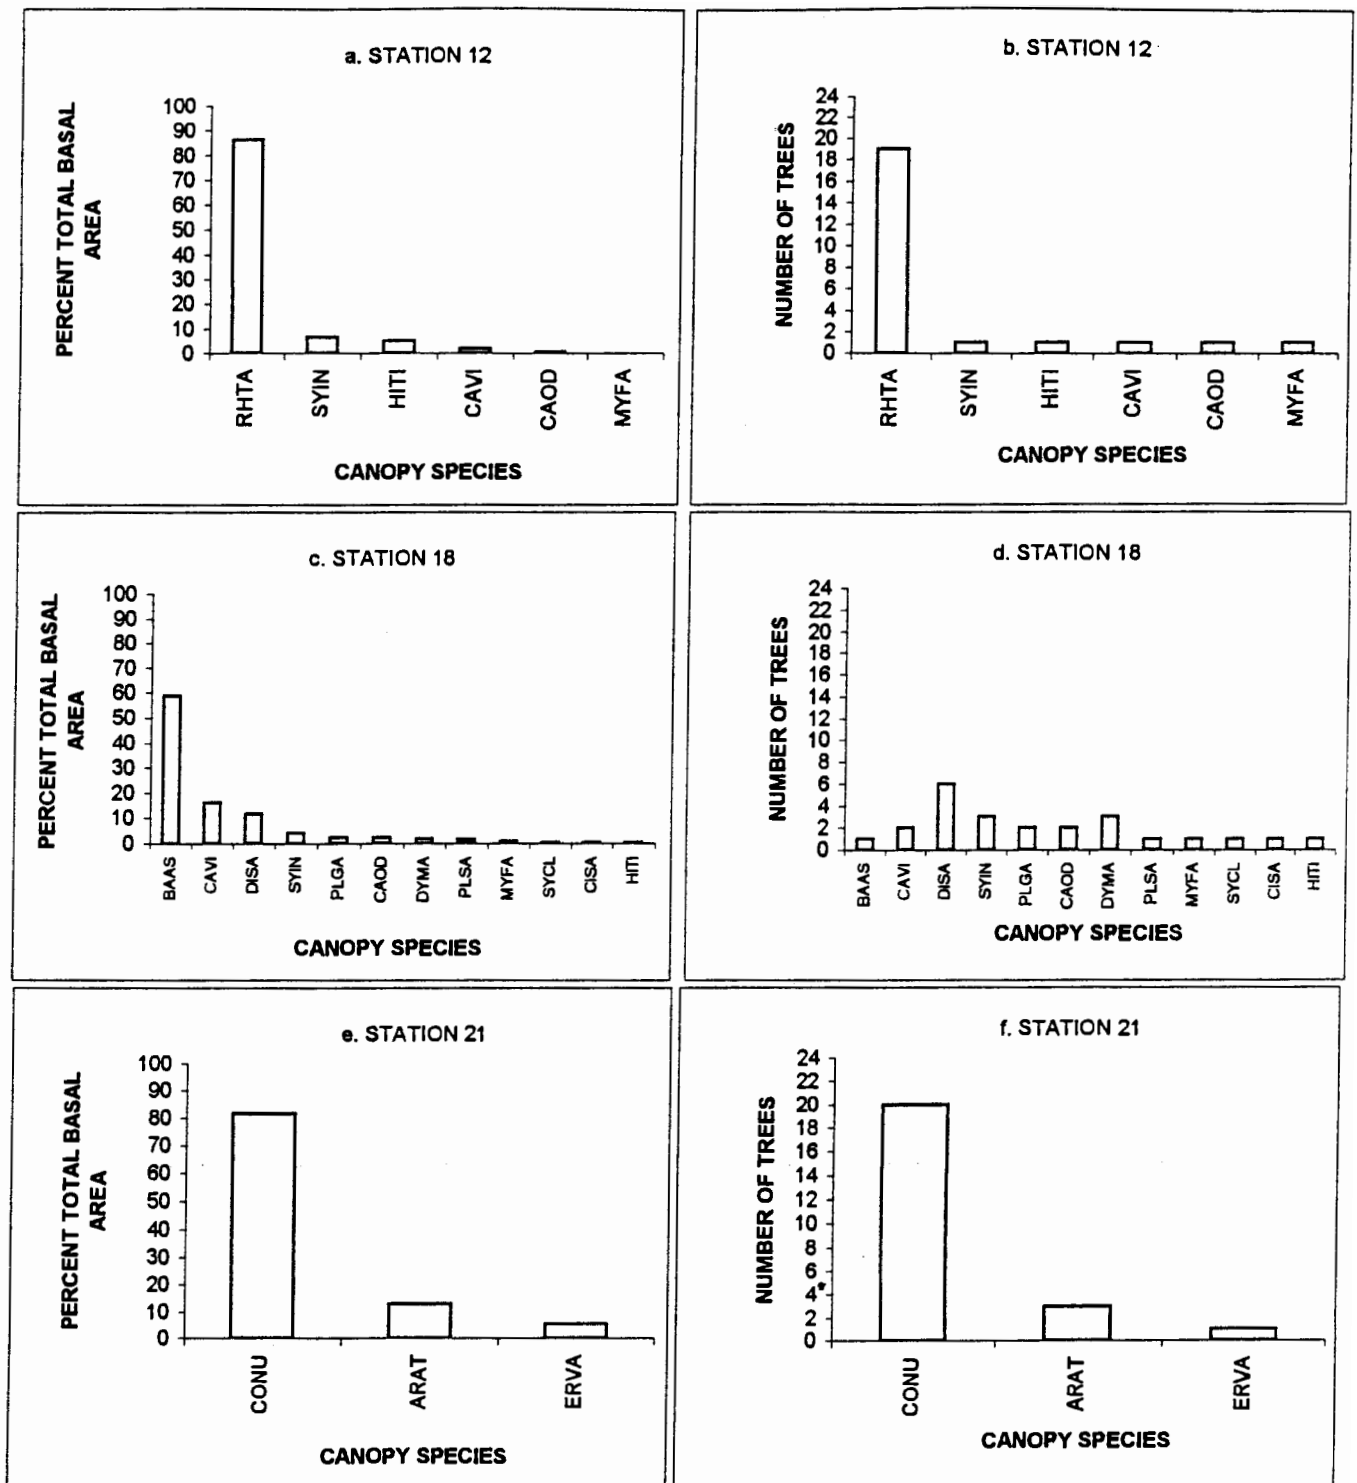 a. STATION 12
PERCENT TOTAL BASAL
AREA
100
90
80
70
60
50
40
30
20
10
0
RHTA
SYIN
HITI
CAVI
CAOD
MYFA
CANOPY SPECIES
b. STATION 12
NUMBER OF TREES
24
22
20
18
16
14
12
10
8
6
4
2
0
RHTA
SYIN
HITI
CAVI
CAOD
MYFA
CANOPY SPECIES
c. STATION 18
PERCENT TOTAL BASAL
AREA
100
90
80
70
60
50
40
30
20
10
0
BAAS
CAVI
DISA
SYIN
PLGA
CAOD
DYMA
PLSA
MYFA
SYCL
CISA
HITI
CANOPY SPECIES
d. STATION 18
NUMBER OF TREES
24
22
20
18
16
14
12
10
8
6
4
2
0
BAAS
CAVI
DISA
SYIN
PLGA
CAOD
DYMA
PLSA
MYFA
SYCL
CISA
HITI
CANOPY SPECIES
e. STATION 21
PERCENT TOTAL BASAL
AREA
100
90
80
70
60
50
40
30
20
10
0
CONU
ARAT
ERVA
CANOPY SPECIES
f. STATION 21
NUMBER OF TREES
24
22
20
18
16
14
12
10
8
6
4
2
0
CONU
ARAT
ERVA
CANOPY SPECIES